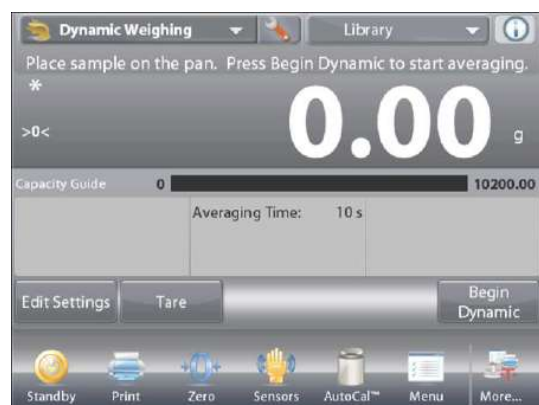 Dynamic Weighing Library
Place sample on the pan. Press Begin Dynamic to start averaging.
*
>0<
0.00 g
Capacity Guide 0 10200.00
Averaging Time: 10 s
Edit Settings Tare Begin Dynamic
Standby Print Zero Sensors AutoCal™ Menu More...